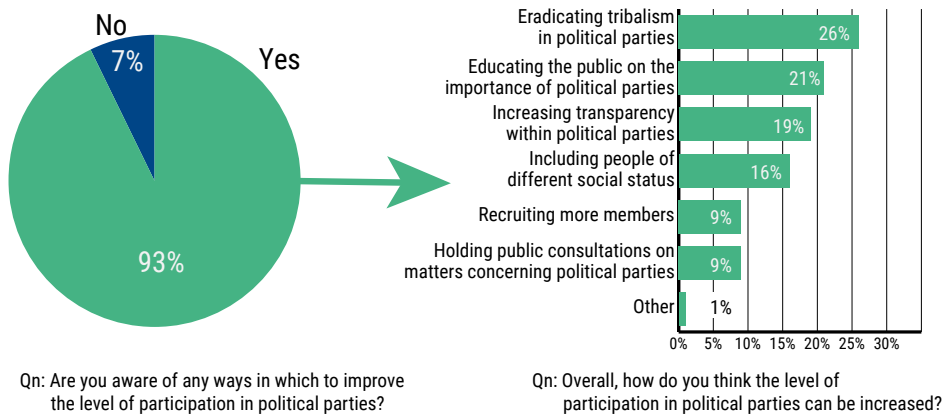 No
7%
Yes
93%
Qn: Are you aware of any ways in which to improve
the level of participation in political parties?
Eradicating tribalism
in political parties
26%
Educating the public on the
importance of political parties
21%
Increasing transparency
within political parties
19%
Including people of
different social status
16%
Recruiting more members
9%
Holding public consultations on
matters concerning political parties
9%
Other
1%
0% 5% 10% 15% 20% 25% 30%
Qn: Overall, how do you think the level of
participation in political parties can be increased?